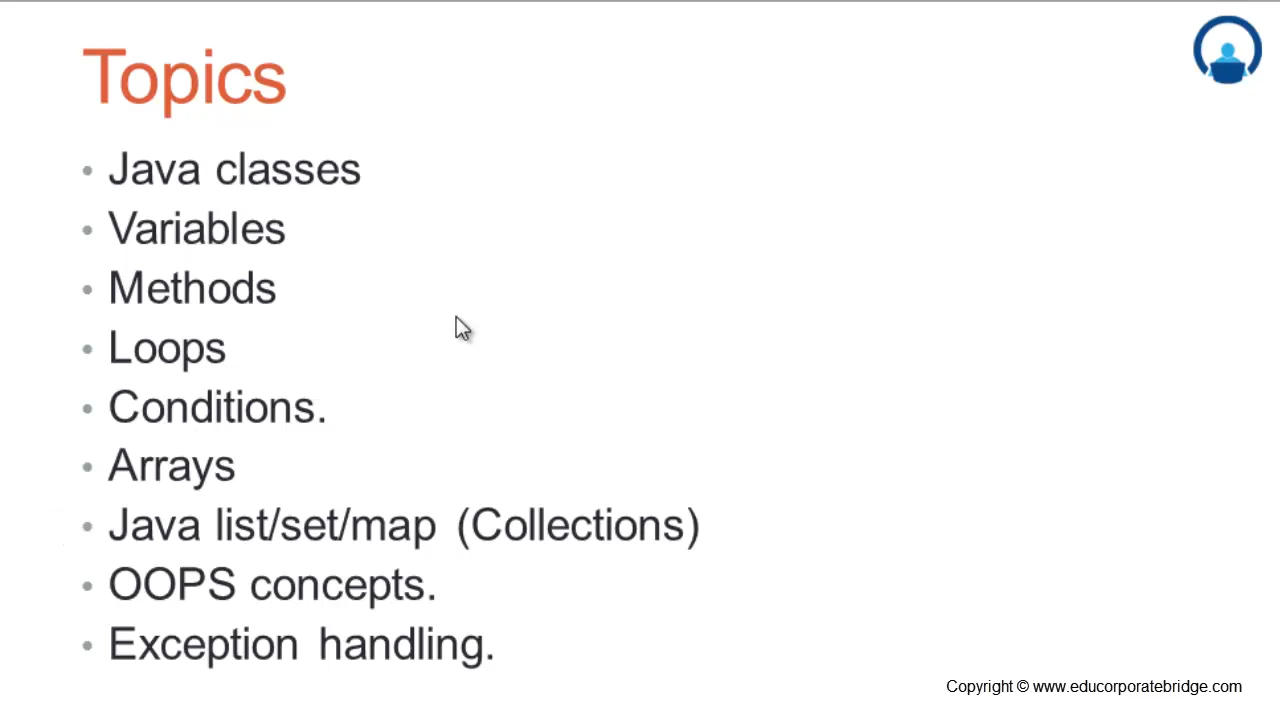 Topics
• Java classes
• Variables
• Methods
• Loops
• Conditions.
• Arrays
• Java list/set/map (Collections)
• OOPS concepts.
• Exception handling.
Copyright © www.educorporatebridge.com